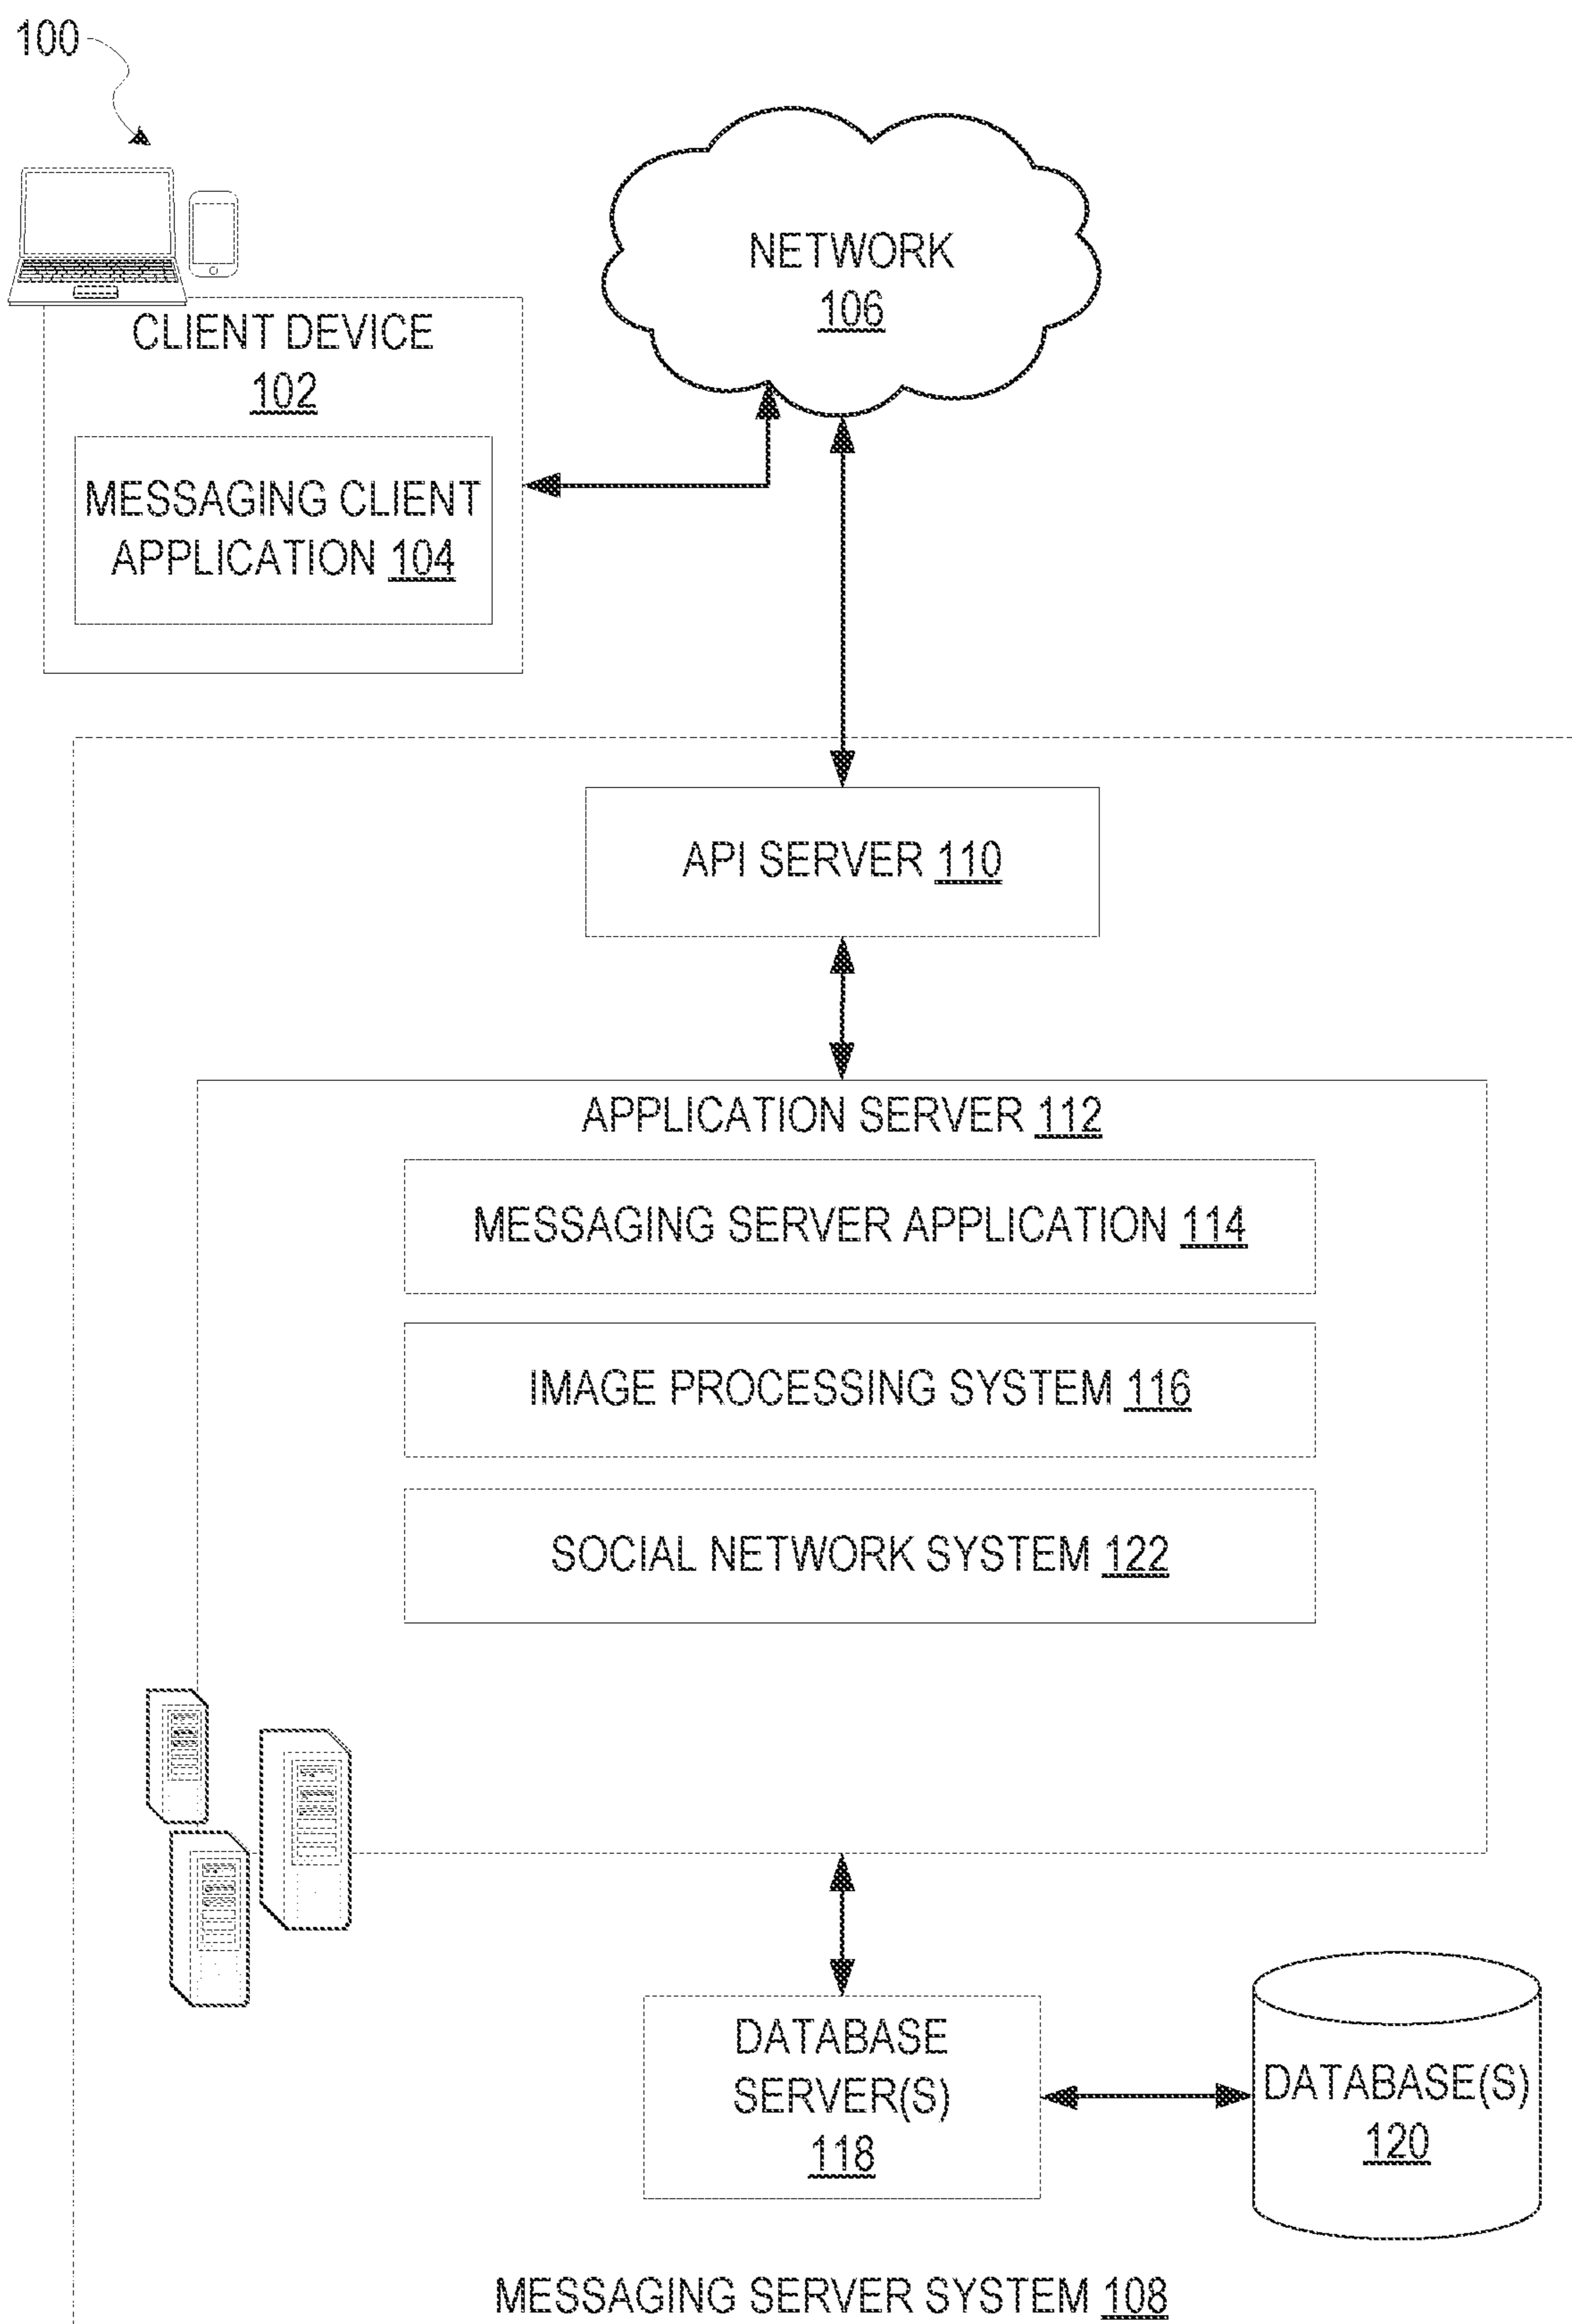 100
NETWORK
106
CLIENT DEVICE
102
MESSAGING CLIENT
APPLICATION 104
API SERVER 110
APPLICATION SERVER 112
MESSAGING SERVER APPLICATION 114
IMAGE PROCESSING SYSTEM 116
SOCIAL NETWORK SYSTEM 122
DATABASE
SERVER(S)
118
DATABASE(S)
120
MESSAGING SERVER SYSTEM 108